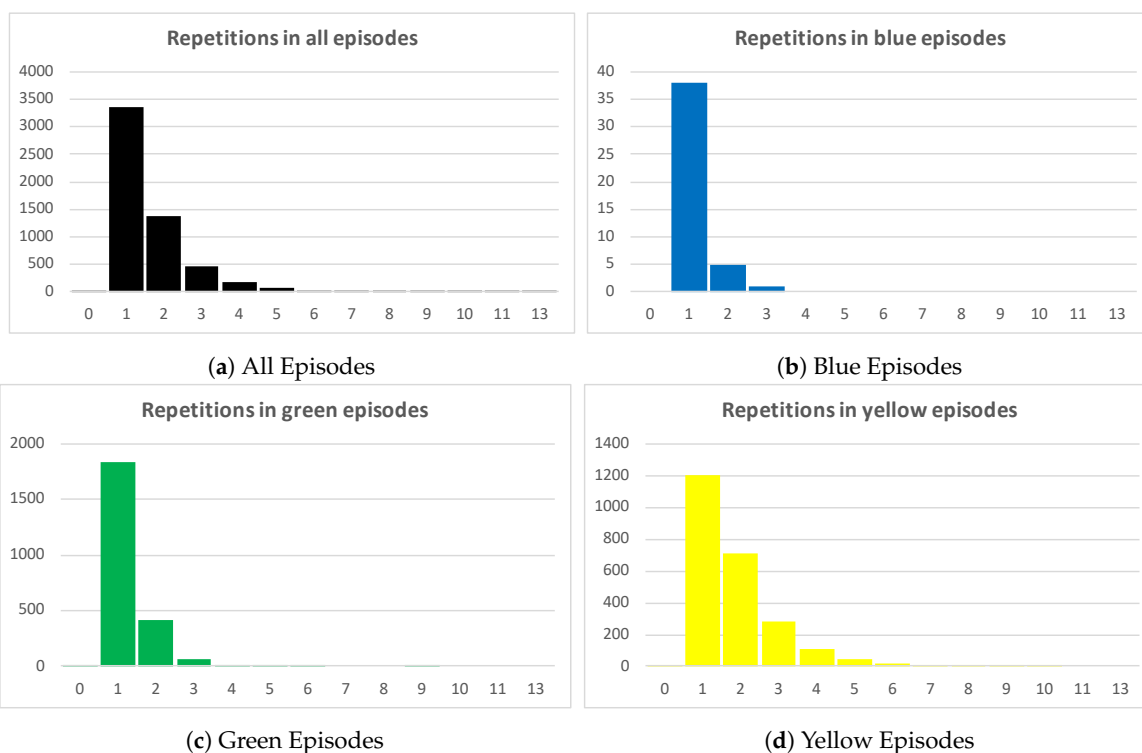 Repetitions in all episodes
4000
3500
3000
2500
2000
1500
1000
500
0
0 1 2 3 4 5 6 7 8 9 10 11 13
(a) All Episodes
Repetitions in blue episodes
40
35
30
25
20
15
10
5
0
0 1 2 3 4 5 6 7 8 9 10 11 13
(b) Blue Episodes
Repetitions in green episodes
2000
1500
1000
500
0
0 1 2 3 4 5 6 7 8 9 10 11 13
(c) Green Episodes
Repetitions in yellow episodes
1400
1200
1000
800
600
400
200
0
0 1 2 3 4 5 6 7 8 9 10 11 13
(d) Yellow Episodes